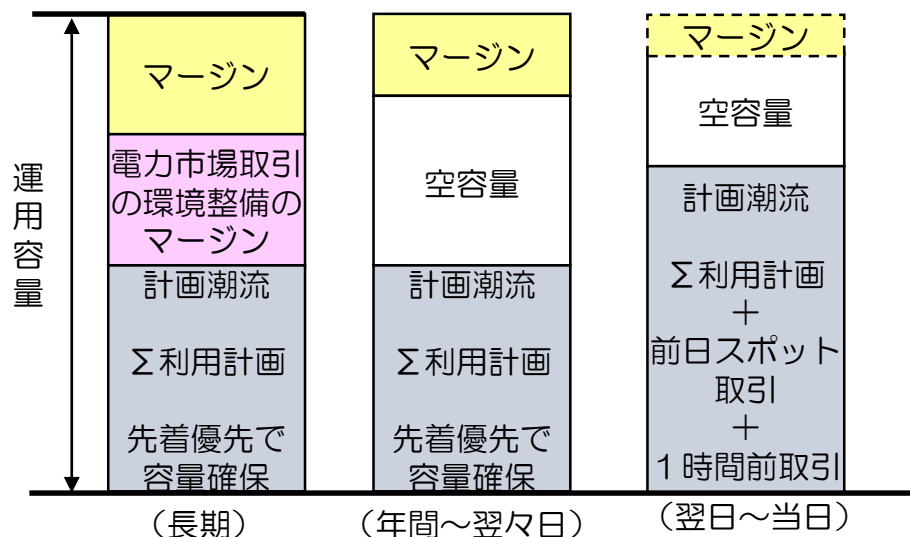 運用容量
マージン
電力市場取引
の環境整備の
マージン
計画潮流
Σ利用計画
先着優先で
容量確保
（長期）
マージン
空容量
計画潮流
Σ利用計画
先着優先で
容量確保
（年間～翌々日）
マージン
空容量
計画潮流
Σ利用計画
＋
前日スポット
取引
＋
１時間前取引
（翌日～当日）